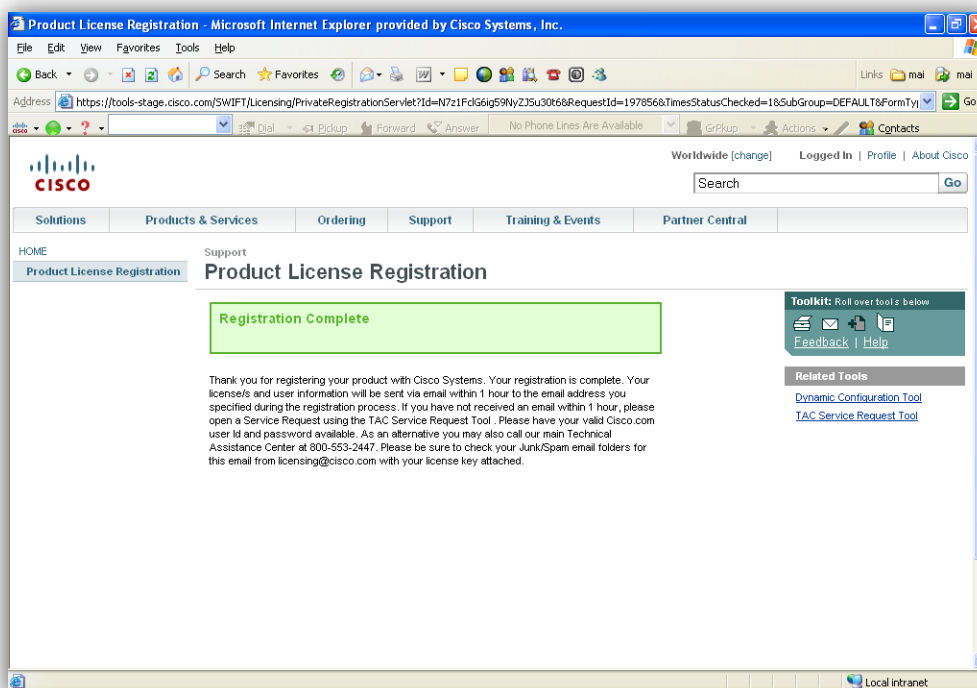 Product License Registration - Microsoft Internet Explorer provided by Cisco Systems, Inc.
File Edit View Favorites Tools Help
Back Search Favorites Links mai mai
Address https://tools-stage.cisco.com/SWIFT/Licensing/PrivateRegistrationServlet?Id=N7z1FclG6ig59NyZJSu30t6&RequestId=197856&TimesStatusChecked=1&SubGroup=DEFAULT&FormTy Go
Dial Pickup Forward Answer No Phone Lines Are Available GrPkup Actions Contacts
Worldwide [change] Logged In | Profile | About Cisco
CISCO
Search Go
Solutions Products & Services Ordering Support Training & Events Partner Central
HOME
Product License Registration
Support
Product License Registration
Registration Complete
Thank you for registering your product with Cisco Systems. Your registration is complete. Your
license/s and user information will be sent via email within 1 hour to the email address you
specified during the registration process. If you have not received an email within 1 hour, please
open a Service Request using the TAC Service Request Tool . Please have your valid Cisco.com
user Id and password available. As an alternative you may also call our main Technical
Assistance Center at 800-553-2447. Please be sure to check your Junk/Spam email folders for
this email from licensing@cisco.com with your license key attached.
Toolkit: Roll over tools below
Feedback | Help
Related Tools
Dynamic Configuration Tool
TAC Service Request Tool
Local intranet